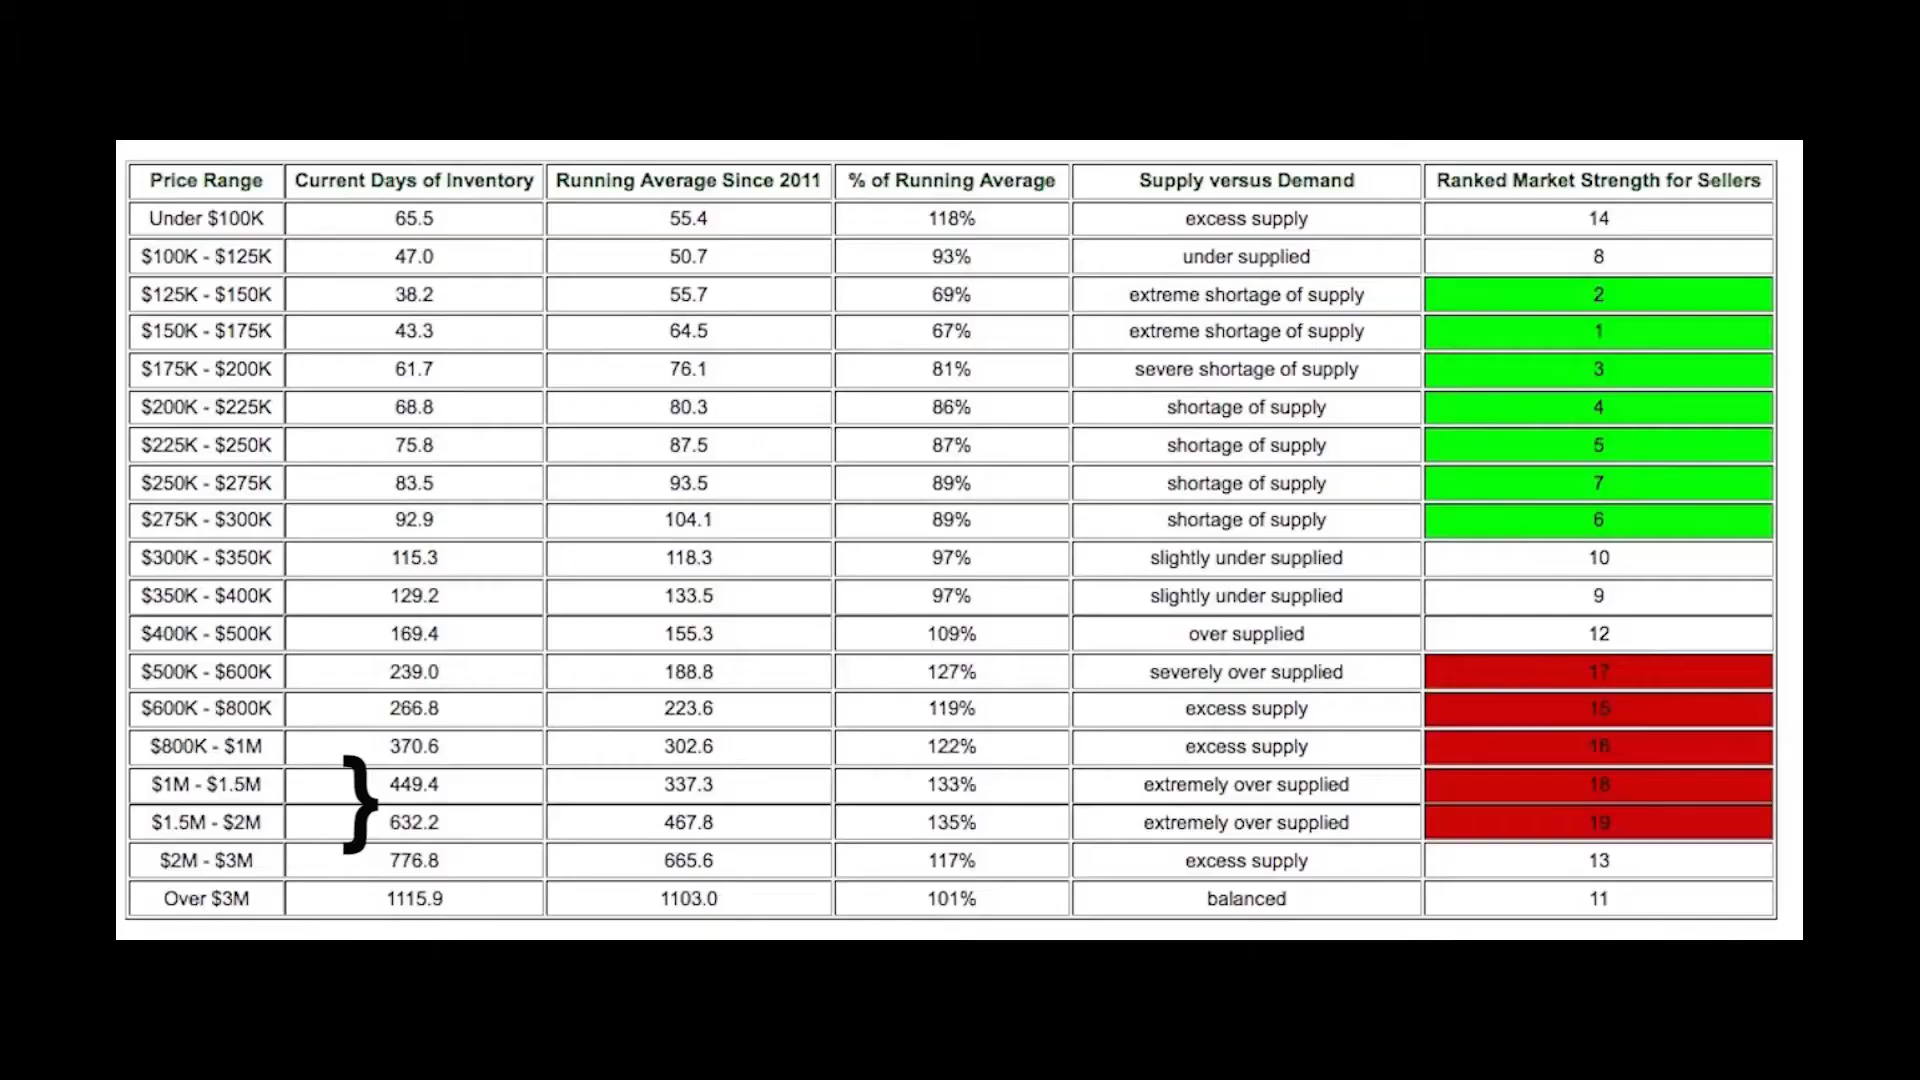 Price Range Current Days of Inventory Running Average Since 2011 % of Running Average Supply versus Demand Ranked Market Strength for Sellers
Under $100K 65.5 55.4 118% excess supply 14
$100K - $125K 47.0 50.7 93% under supplied 8
$125K - $150K 38.2 55.7 69% extreme shortage of supply 2
$150K - $175K 43.3 64.5 67% extreme shortage of supply 1
$175K - $200K 61.7 76.1 81% severe shortage of supply 3
$200K - $225K 68.8 80.3 86% shortage of supply 4
$225K - $250K 75.8 87.5 87% shortage of supply 5
$250K - $275K 83.5 93.5 89% shortage of supply 7
$275K - $300K 92.9 104.1 89% shortage of supply 6
$300K - $350K 115.3 118.3 97% slightly under supplied 10
$350K - $400K 129.2 133.5 97% slightly under supplied 9
$400K - $500K 169.4 155.3 109% over supplied 12
$500K - $600K 239.0 188.8 127% severely over supplied 17
$600K - $800K 266.8 223.6 119% excess supply 15
$800K - $1M 370.6 302.6 122% excess supply 16
$1M - $1.5M } 449.4 337.3 133% extremely over supplied 18
$1.5M - $2M 632.2 467.8 135% extremely over supplied 19
$2M - $3M 776.8 665.6 117% excess supply 13
Over $3M 1115.9 1103.0 101% balanced 11